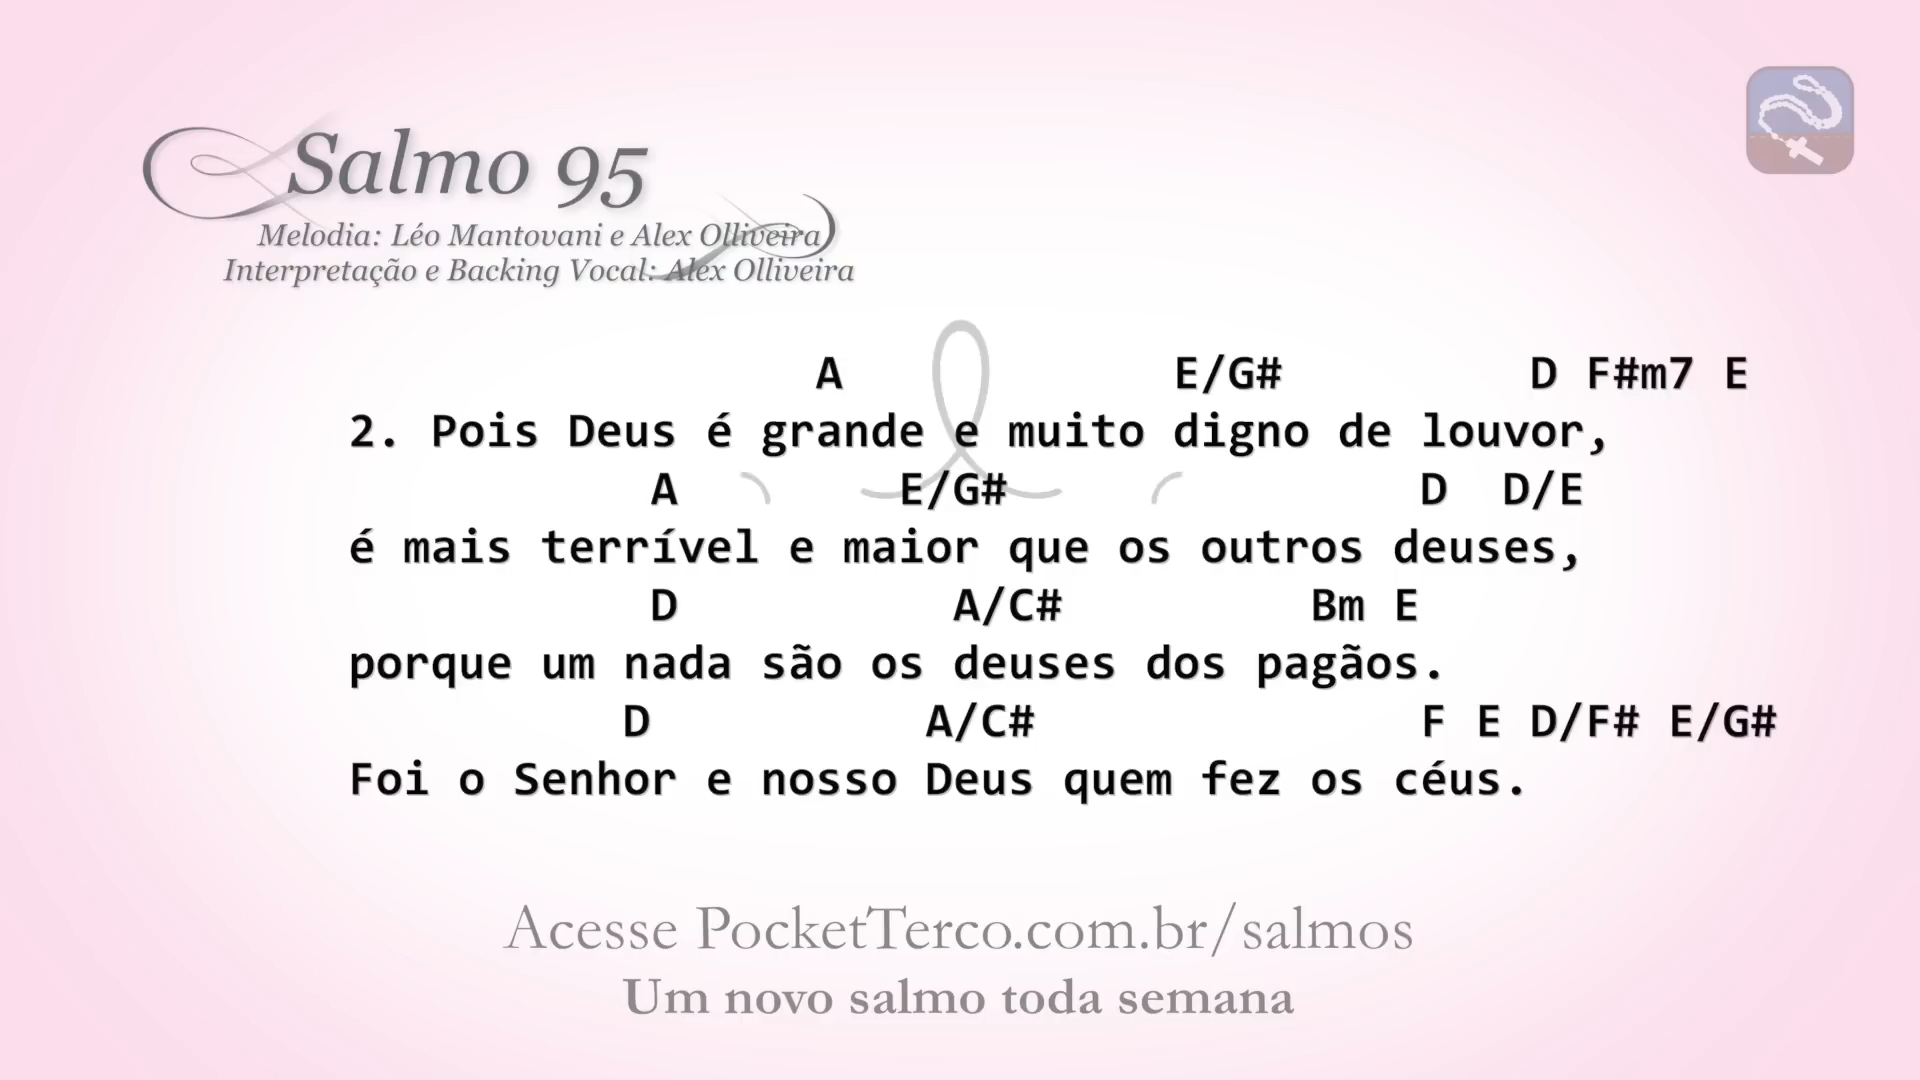 Salmo 95
Melodia: Léo Mantovani e Alex Olliveira
Interpretação e Backing Vocal: Alex Olliveira
A E/G# D F#m7 E
2. Pois Deus é grande e muito digno de louvor,
A E/G# D D/E
é mais terrível e maior que os outros deuses,
D A/C# Bm E
porque um nada são os deuses dos pagãos.
D A/C# F E D/F# E/G#
Foi o Senhor e nosso Deus quem fez os céus.
Acesse PocketTerco.com.br/salmos
Um novo salmo toda semana